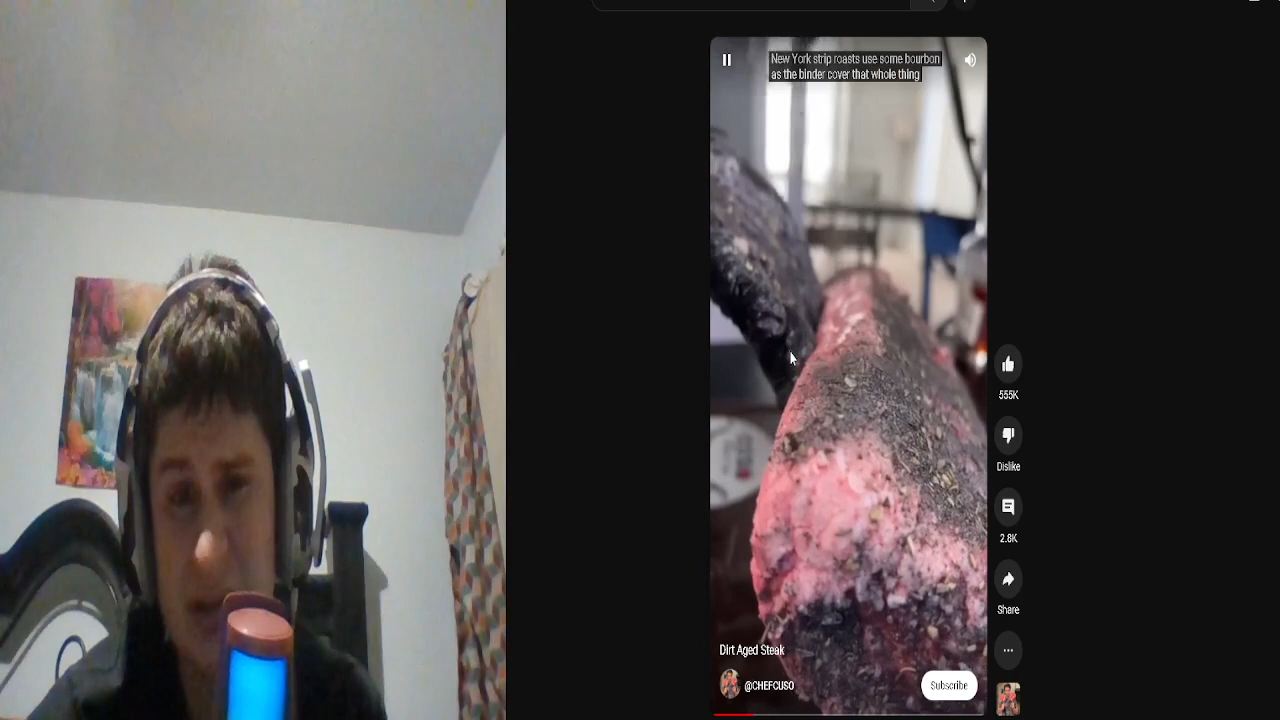 New York strip roasts use some bourbon
as the binder cover that whole thing
555K
Dislike
2.8K
Share
Dirt Aged Steak
@CHEFCUSO
Subscribe